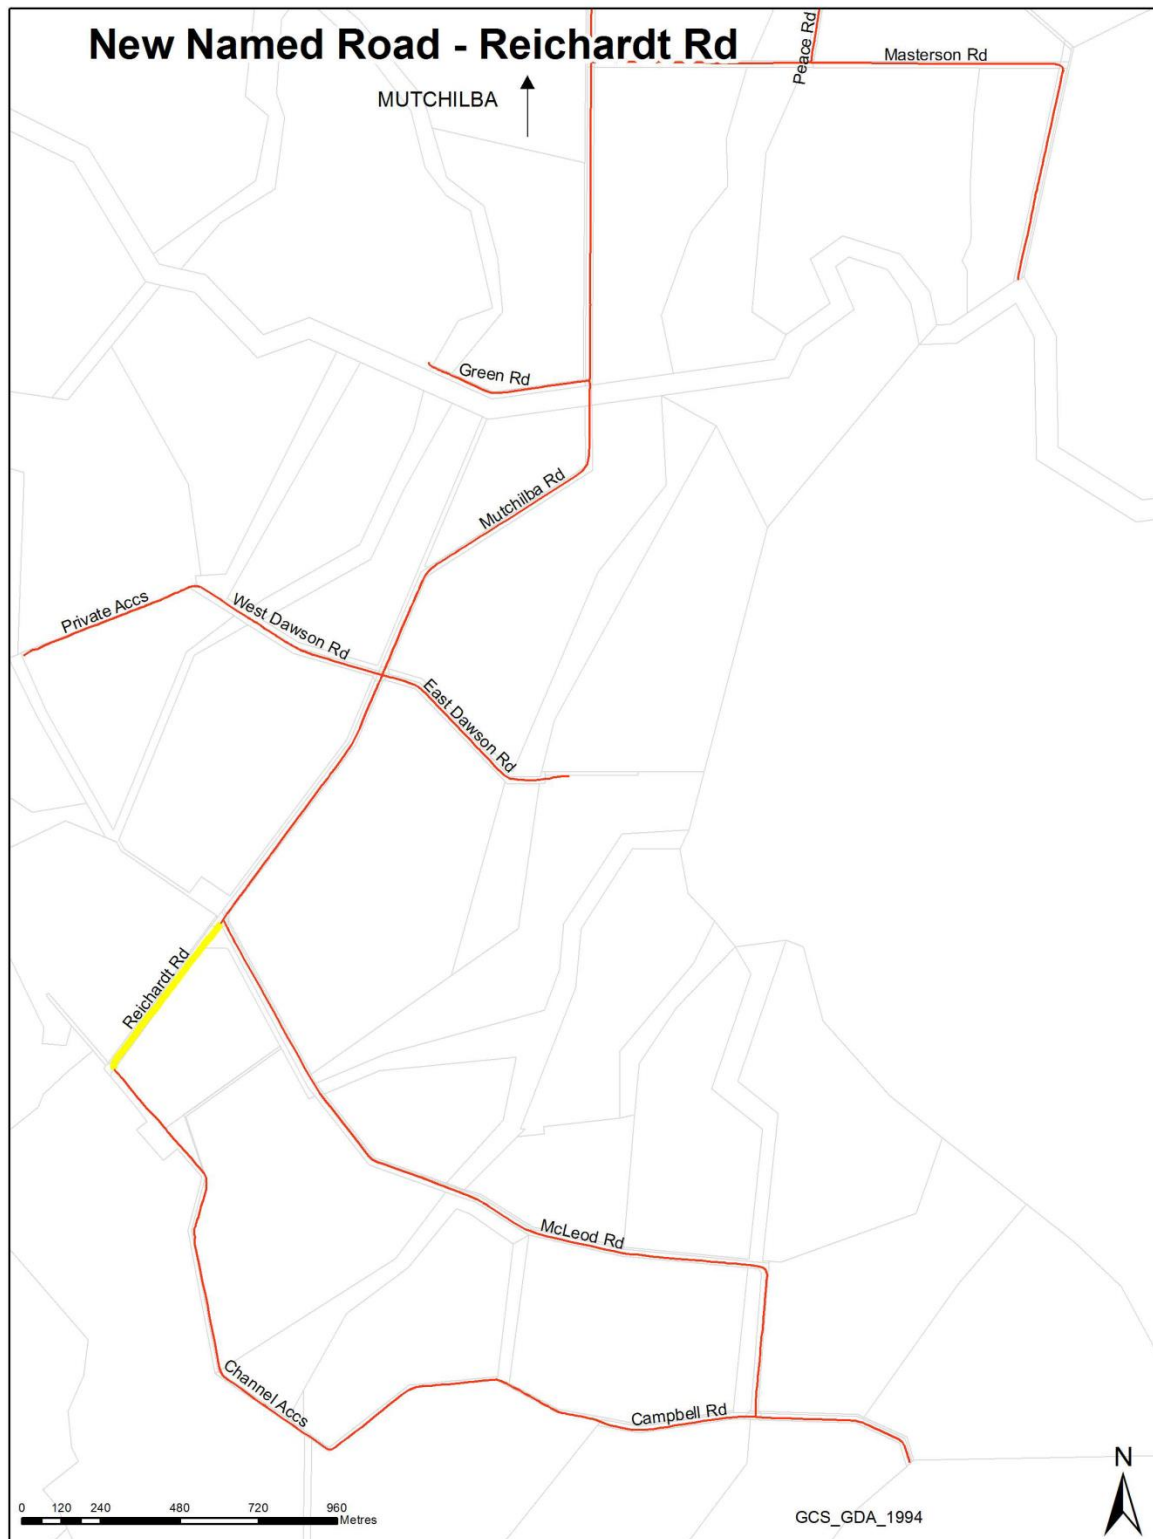 New Named Road - Reichardt Rd
MUTCHILBA
Peace Rd
Masterson Rd
Green Rd
Mutchilba Rd
Private Accs
West Dawson Rd
East Dawson Rd
Reichardt Rd
McLeod Rd
Channel Accs
Campbell Rd
N
0 120 240 480 720 960
Metres
GCS_GDA_1994